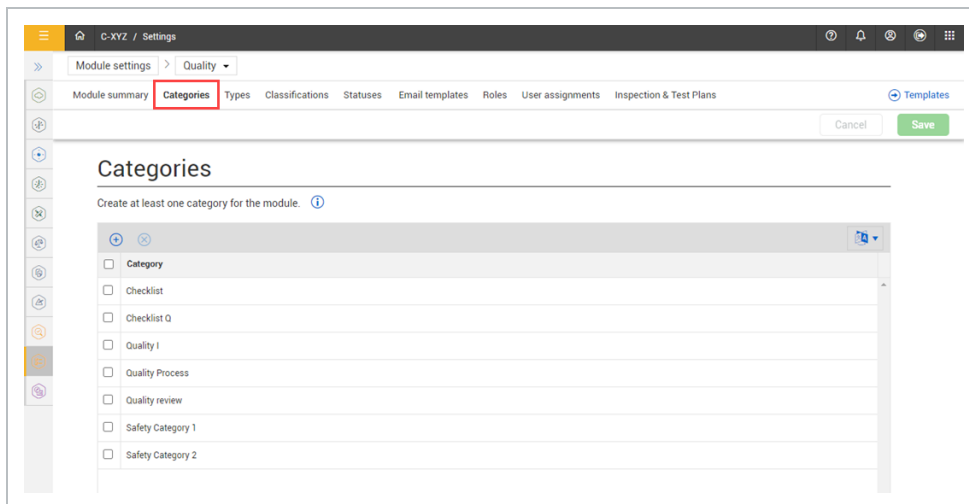 C-XYZ / Settings
Module settings > Quality
Module summary Categories Types Classifications Statuses Email templates Roles User assignments Inspection & Test Plans Templates
Cancel Save
Categories
Create at least one category for the module.
Category
Checklist
Checklist Q
Quality I
Quality Process
Quality review
Safety Category 1
Safety Category 2